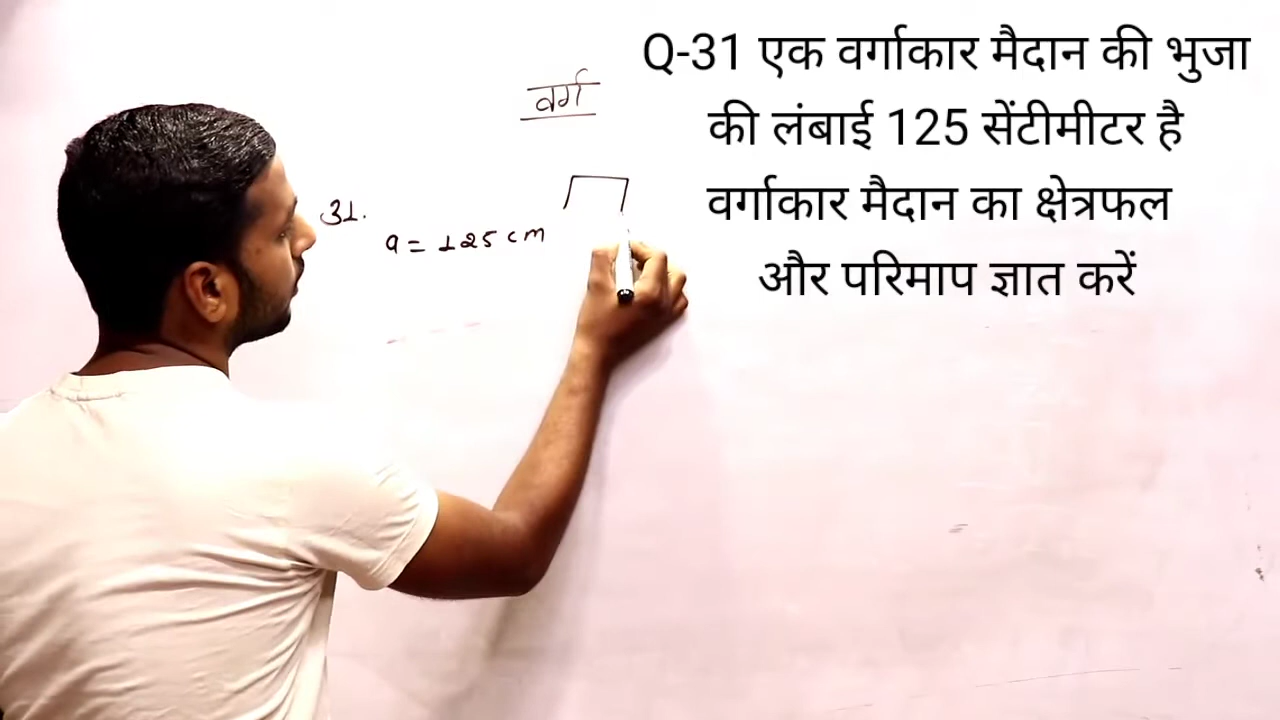 Q-31 एक वर्गाकार मैदान की भुजा
की लंबाई 125 सेंटीमीटर है
वर्गाकार मैदान का क्षेत्रफल
और परिमाप ज्ञात करें
वर्ग
31.
a = 125 cm